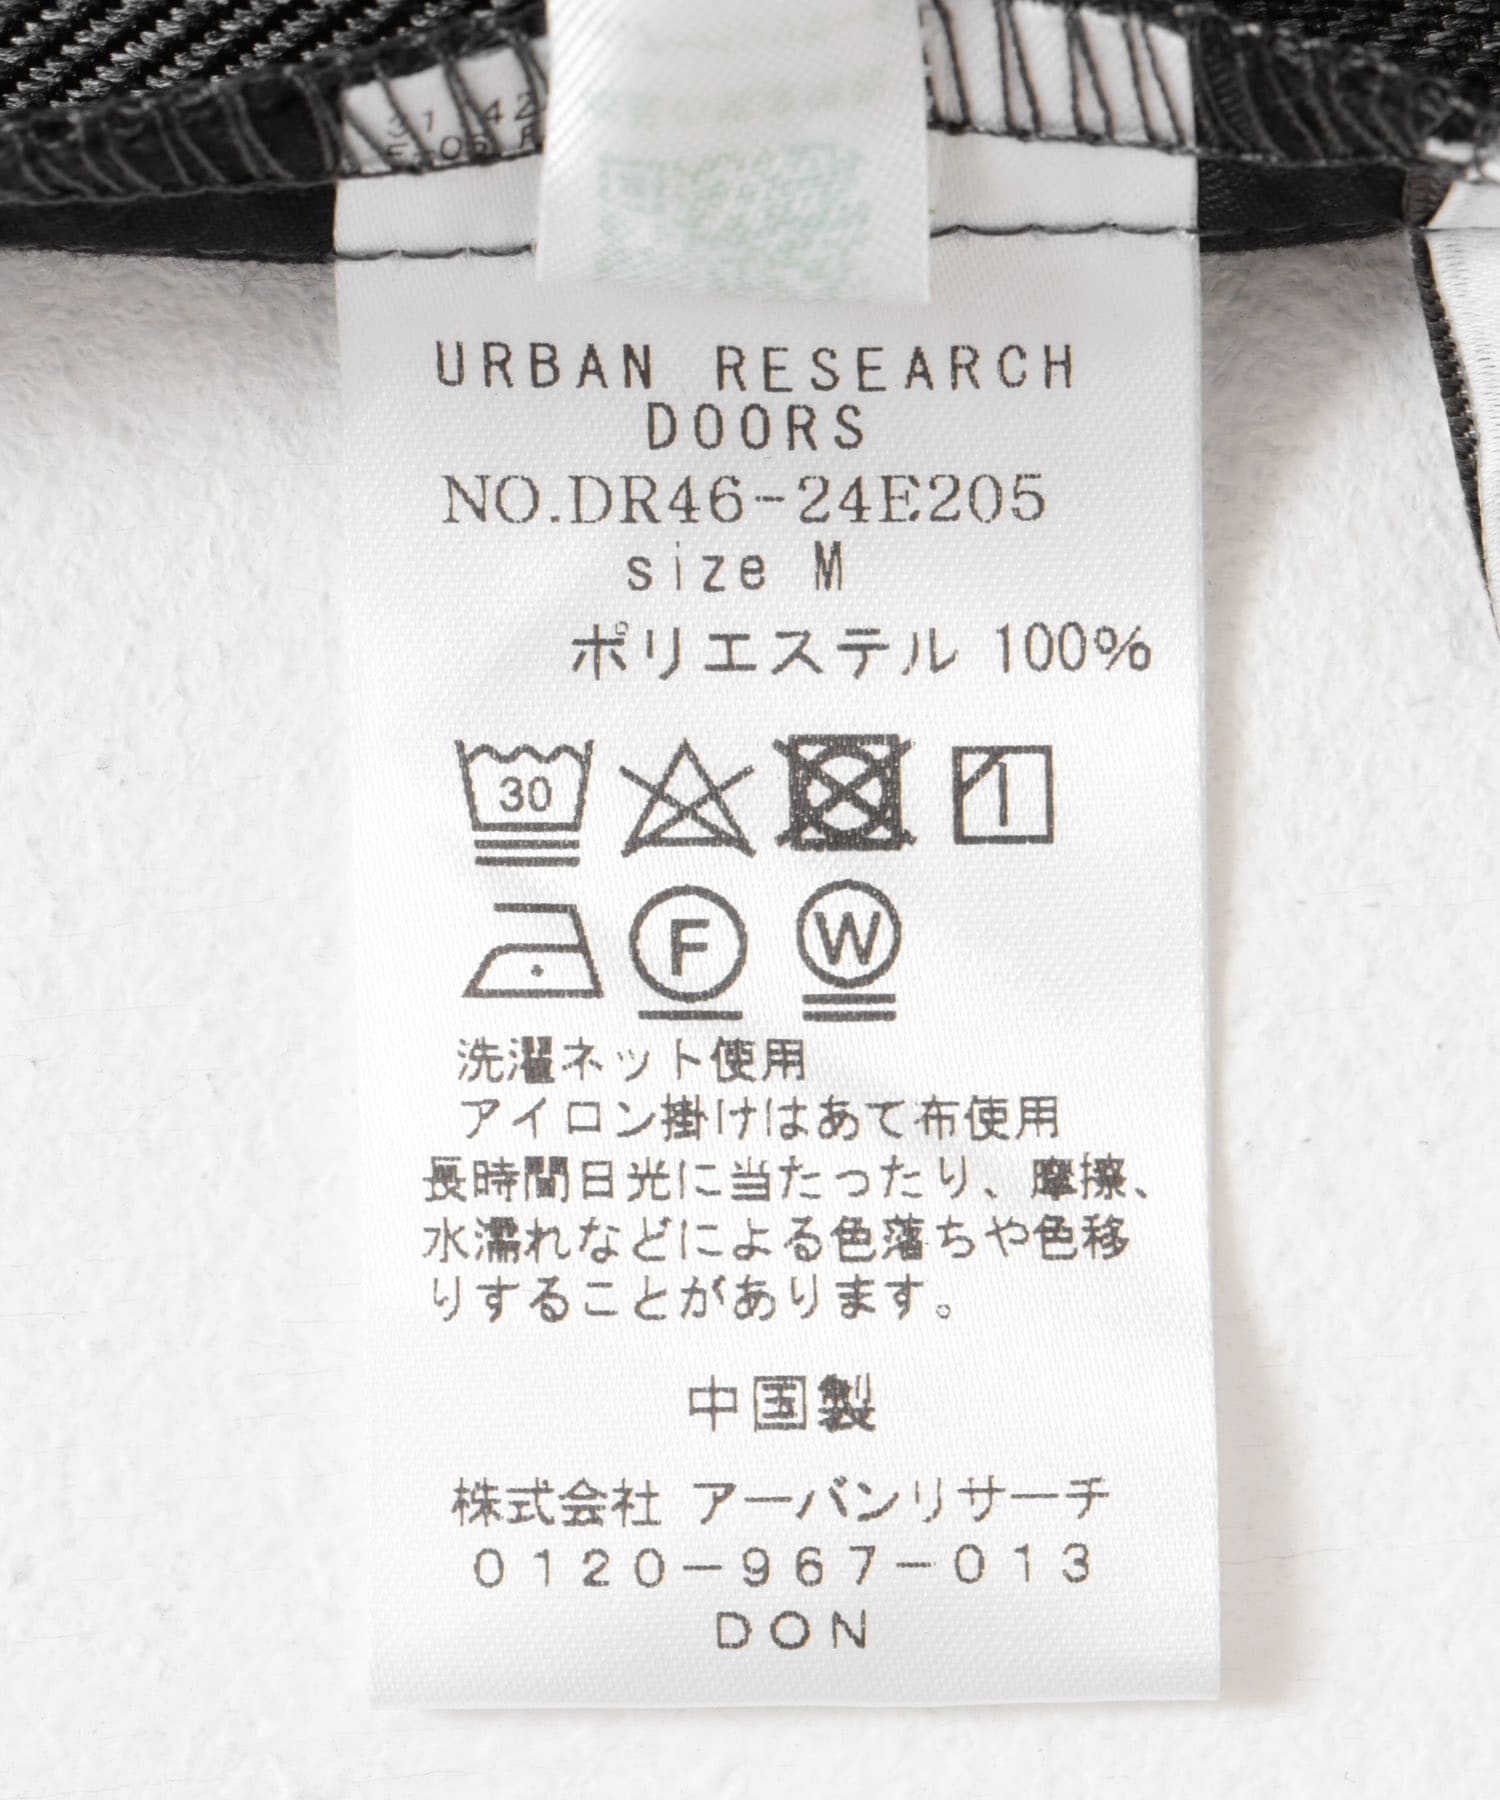 URBAN RESEARCH
DOORS
NO.DR46-24E205
size M
ポリエステル 100%
30
F W
洗濯ネット使用
アイロン掛けはあて布使用
長時間日光に当たったり、摩擦、
水濡れなどによる色落ちや色移
りすることがあります。
中国製
株式会社 アーバンリサーチ
0120-967-013
DON